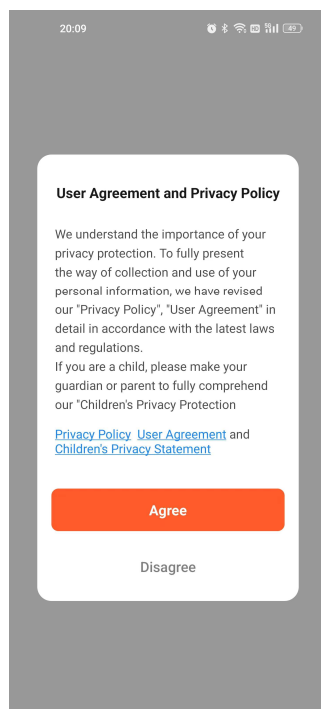 20:09
HD 5G 49
User Agreement and Privacy Policy
We understand the importance of your
privacy protection. To fully present
the way of collection and use of your
personal information, we have revised
our "Privacy Policy", "User Agreement" in
detail in accordance with the latest laws
and regulations.
If you are a child, please make your
guardian or parent to fully comprehend
our "Children's Privacy Protection
Privacy Policy User Agreement and
Children's Privacy Statement
Agree
Disagree